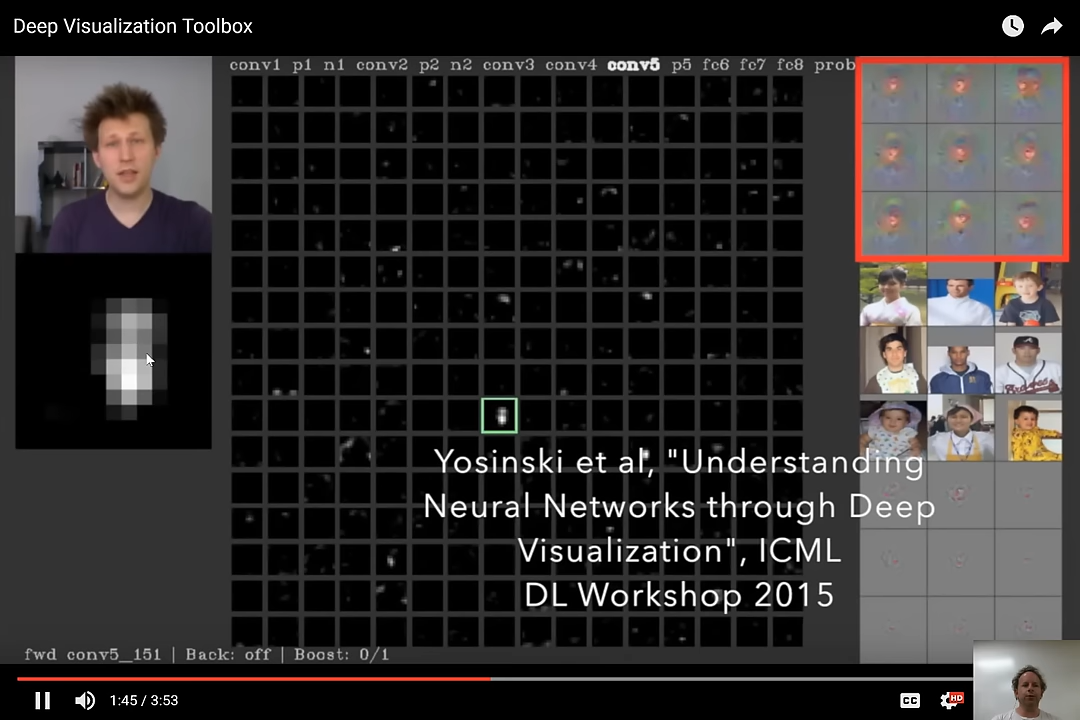 Deep Visualization Toolbox
conv1 p1 n1 conv2 p2 n2 conv3 conv4 conv5 p5 fc6 fc7 fc8 prob
Yosinski et al, "Understanding
Neural Networks through Deep
Visualization", ICML
DL Workshop 2015
fwd conv5_151 | Back: off | Boost: 0/1
1:45 / 3:53
CC
HD